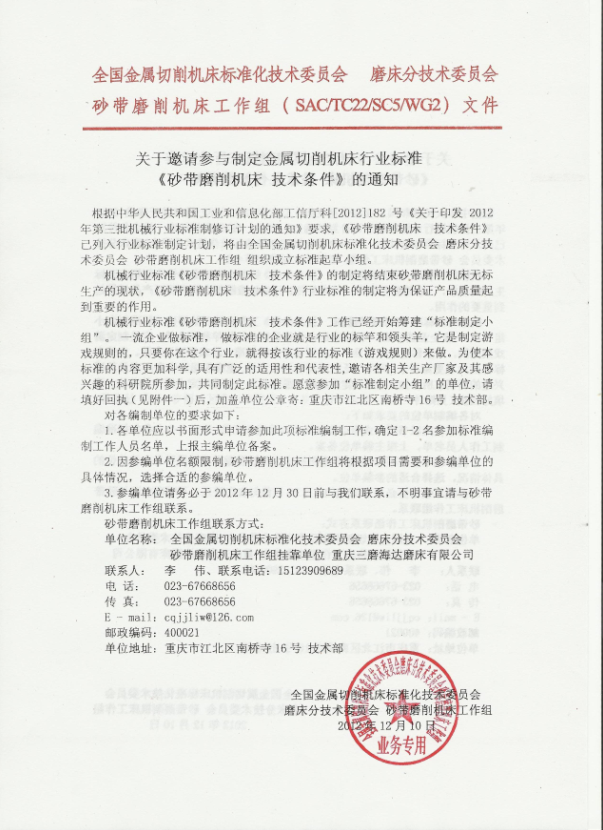 全国金属切削机床标准化技术委员会 磨床分技术委员会
砂带磨削机床工作组（SAC/TC22/SC5/WG2）文件
关于邀请参与制定金属切削机床行业标准
《砂带磨削机床 技术条件》的通知
根据中华人民共和国工业和信息化部工信厅科[2012]182 号《关于印发 2012
年第三批机械行业标准制修订计划的通知》要求,《砂带磨削机床 技术条件》
已列入行业标准制定计划，将由全国金属切削机床标准化技术委员会 磨床分技
术委员会 砂带磨削机床工作组 组织成立标准起草小组。
机械行业标准《砂带磨削机床 技术条件》的制定将结束砂带磨削机床无标
生产的现状，《砂带磨削机床 技术条件》行业标准的制定将为保证产品质量起
到重要的作用。
机械行业标准《砂带磨削机床 技术条件》工作已经开始筹建“标准制定小
组”。 一流企业做标准， 做标准的企业就是行业的标竿和领头羊，它是制定游
戏规则的，只要你在这个行业，就得按该行业的标准（游戏规则）来做。为使本
标准的内容更加科学,具有广泛的适用性和代表性,邀请各相关生产厂家及其感
兴趣的科研院所参加，共同制定此标准。愿意参加“标准制定小组”的单位，请
填好回执（见附件一）后，加盖单位公章寄：重庆市江北区南桥寺 16 号 技术部。
对各编制单位的要求如下：
1.各单位应以书面形式申请参加此项标准编制工作,确定 1-2 名参加标准编
制工作人员名单，上报主编单位备案。
2.因参编单位名额限制,砂带磨削机床工作组将根据项目需要和参编单位的
具体情况，选择合适的参编单位。
3.参编单位请务必于 2012 年 12 月 30 日前与我们联系，不明事宜请与砂带
磨削机床工作组联系。
砂带磨削机床工作组联系方式：
单位名称： 全国金属切削机床标准化技术委员会 磨床分技术委员会
砂带磨削机床工作组挂靠单位 重庆三磨海达磨床有限公司
联系人： 李 伟、联系电话：15123909689
电 话： 023-67668656
传 真： 023-67668656
E - mail：cqjjliw@126.com
邮政编码：400021
单位地址：重庆市江北区南桥寺 16 号 技术部
全国金属切削机床标准化技术委员会
磨床分技术委员会 砂带磨削机床工作组
2012 年 12 月 10 日
业务专用